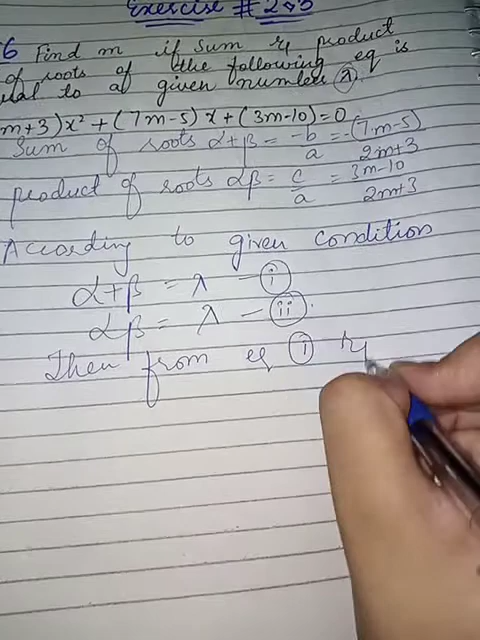 Exercise # 2.3
6 Find m if sum & product
of roots of the following eq is
ual to a given number λ
m+3)x² + (7m-5)x + (3m-10)=0
Sum of roots α+β = -b/a = -(7m-5)/2m+3
product of roots αβ = c/a = 3m-10/2m+3
According to given condition
α+β = λ — (i)
αβ = λ — (ii).
Then from eq (i) &